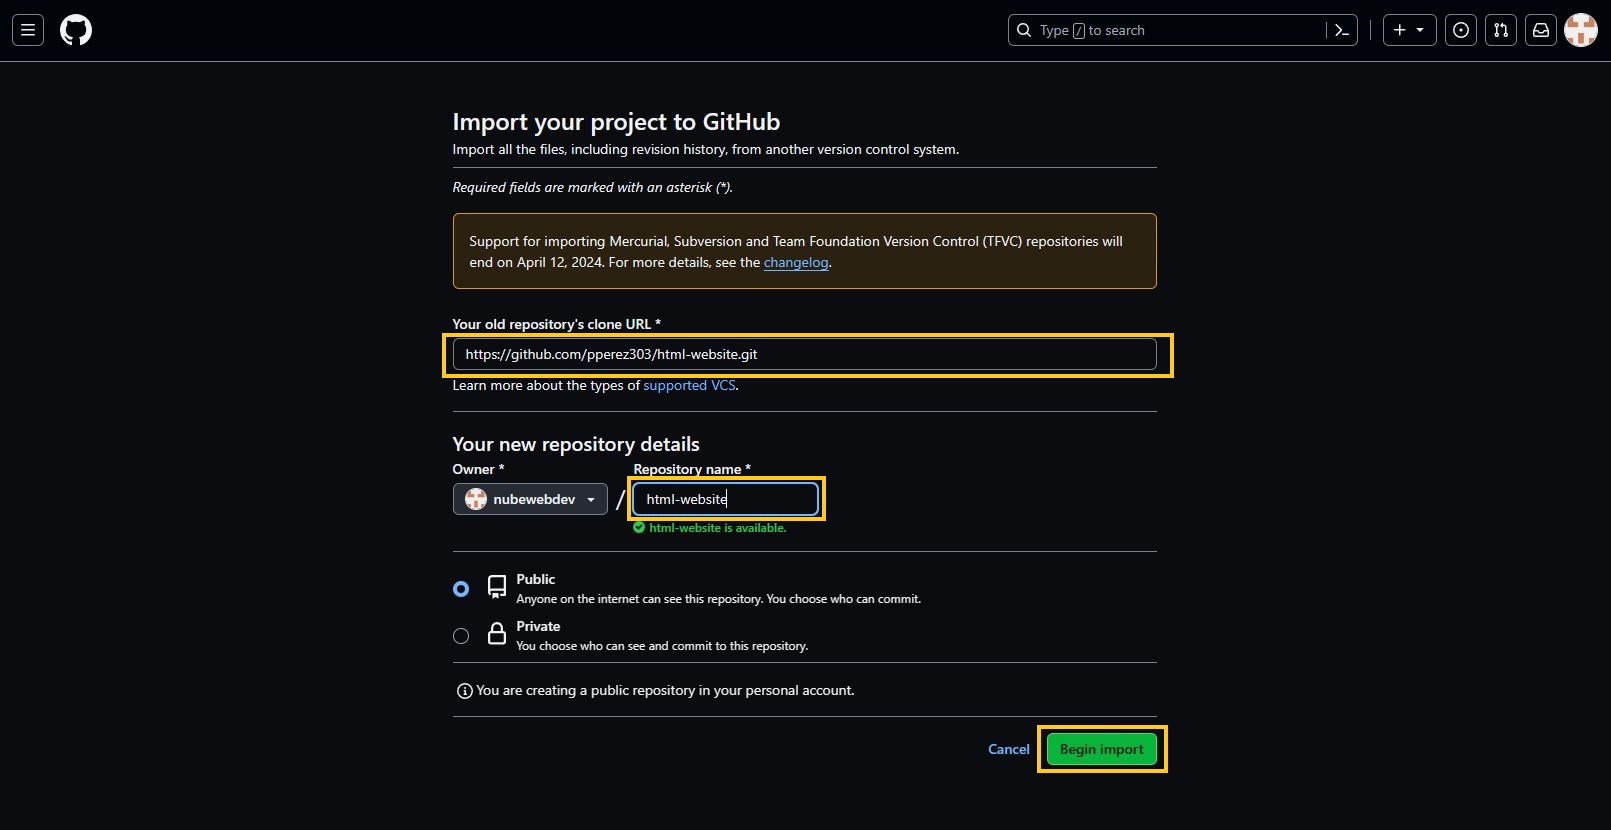 Type / to search
Import your project to GitHub
Import all the files, including revision history, from another version control system.
Required fields are marked with an asterisk (*).
Support for importing Mercurial, Subversion and Team Foundation Version Control (TFVC) repositories will
end on April 12, 2024. For more details, see the changelog.
Your old repository's clone URL *
https://github.com/pperez303/html-website.git
Learn more about the types of supported VCS.
Your new repository details
Owner * Repository name *
nubewebdev / html-website
html-website is available.
Public
Anyone on the internet can see this repository. You choose who can commit.
Private
You choose who can see and commit to this repository.
You are creating a public repository in your personal account.
Cancel Begin import